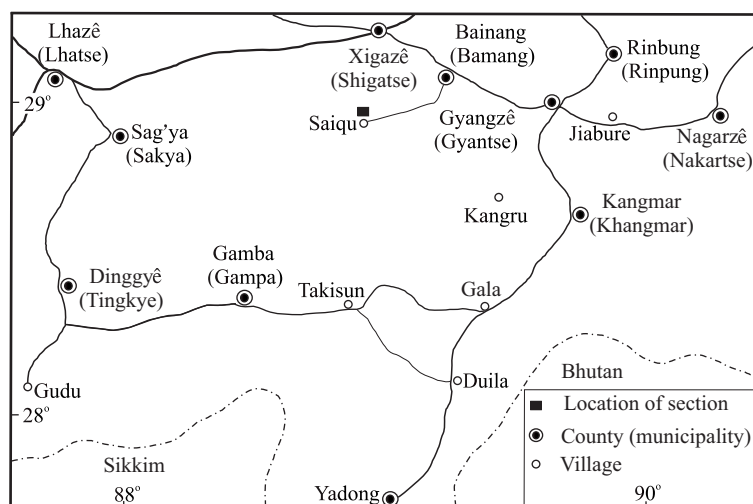 Lhazê
(Lhatse)
Xigazê
(Shigatse)
Bainang
(Bamang)
Rinbung
(Rinpung)
29°
Saiqu
Sag’ya
(Sakya)
Gyangzê
(Gyantse)
Jiabure
Nagarzê
(Nakartse)
Kangru
Kangmar
(Khangmar)
Dinggyê
(Tingkye)
Gamba
(Gampa)
Takisun
Gala
Gudu
Duila
Bhutan
28°
Location of section
County (municipality)
Village
Sikkim
88°
Yadong
90°